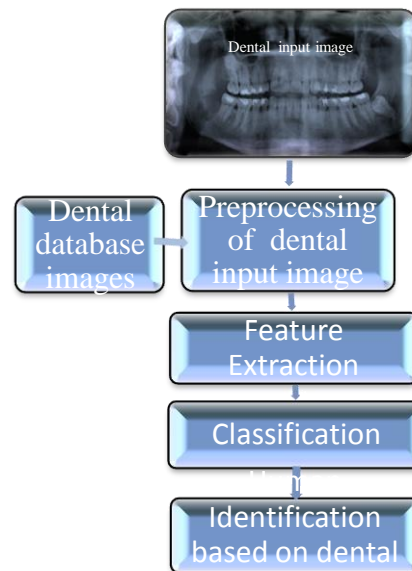 Dental input image
Dental
database
images
Preprocessing
of dental
input image
Feature
Extraction
Classification
Identification
based on dental